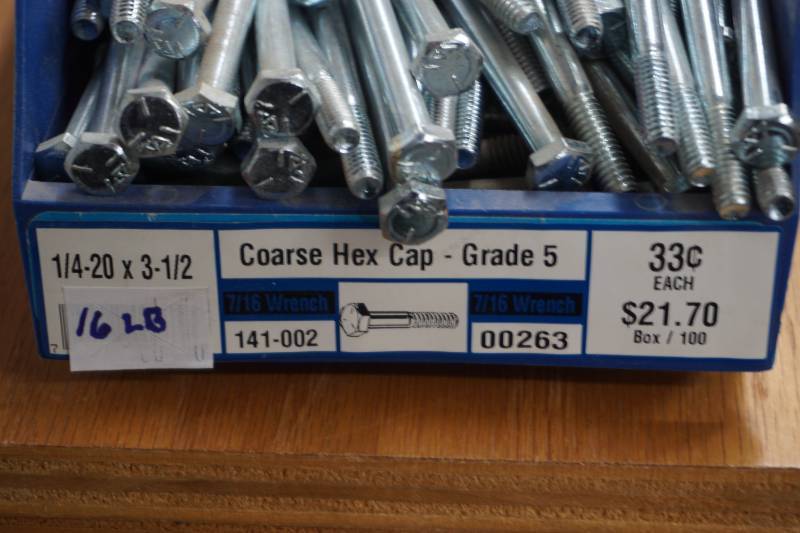 1/4-20 x 3-1/2
16 LB
7
Coarse Hex Cap - Grade 5
7/16 Wrench
7/16 Wrench
141-002
00263
33¢
EACH
$21.70
Box / 100